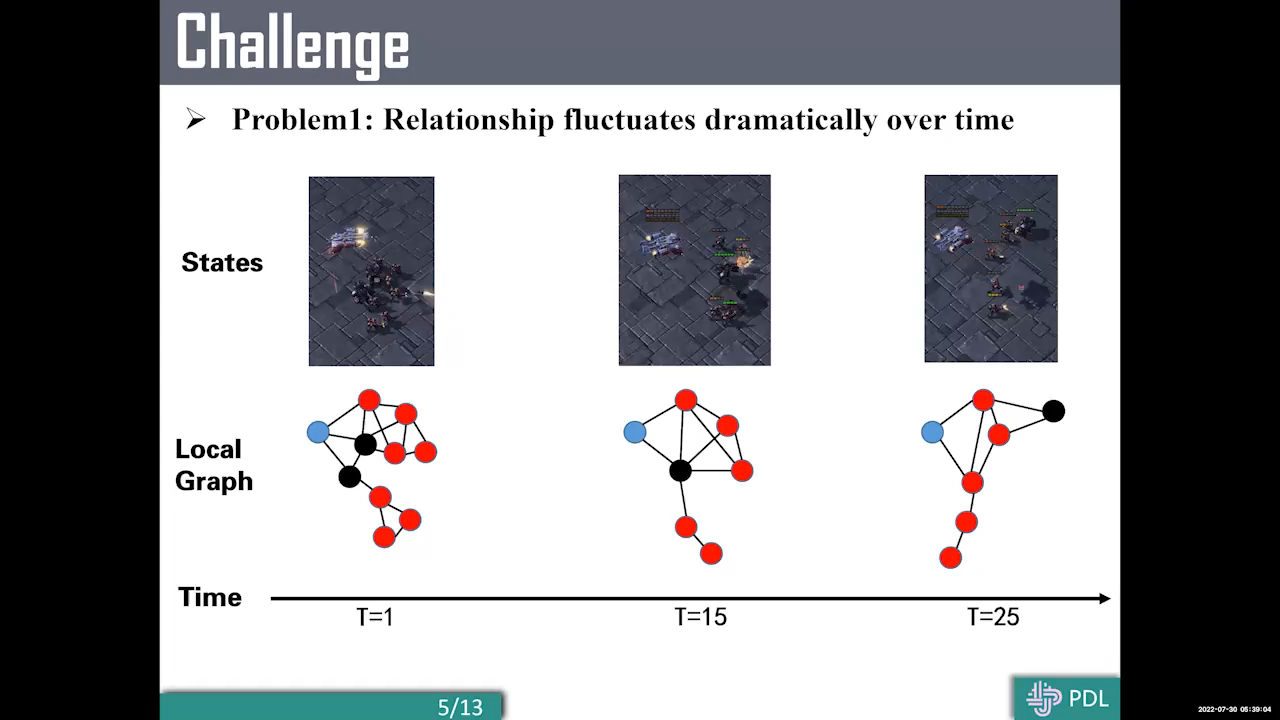 Challenge
➢ Problem1: Relationship fluctuates dramatically over time
States
Local
Graph
Time
T=1
T=15
T=25
5/13
PDL
2022-07-30 05:39:04